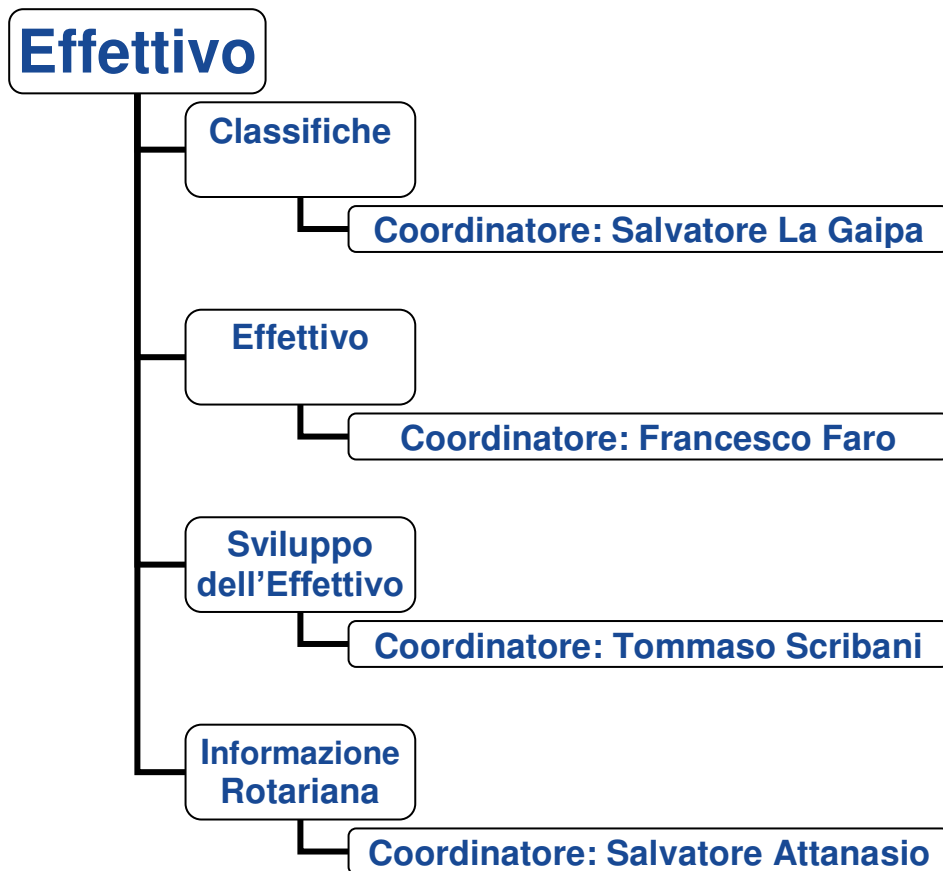 Effettivo
Classifiche
Coordinatore: Salvatore La Gaipa
Effettivo
Coordinatore: Francesco Faro
Sviluppo
dell’Effettivo
Coordinatore: Tommaso Scribani
Informazione
Rotariana
Coordinatore: Salvatore Attanasio